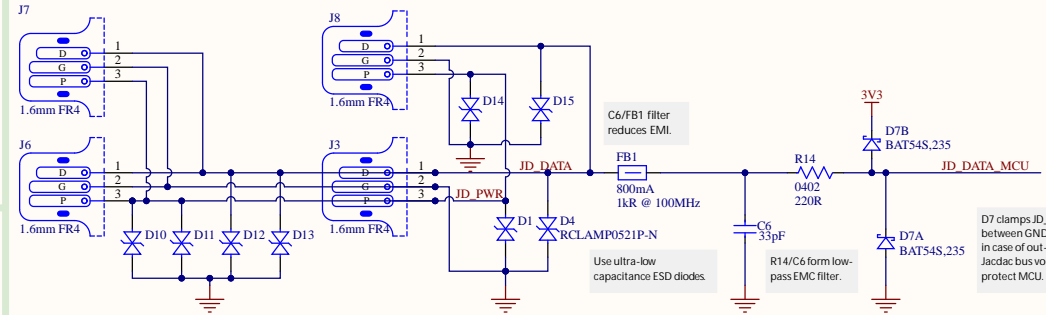 J7
D
G
P
1
2
3
1.6mm FR4
J8
D
G
P
1
2
3
1.6mm FR4
D14
D15
C6/FB1 filter
reduces EMI.
3V3
D7B
BAT54S,235
J6
D
G
P
1
2
3
1.6mm FR4
J3
D
G
P
1
2
3
1.6mm FR4
JD_DATA
JD_PWR
FB1
800mA
1kR @ 100MHz
R14
0402
220R
JD_DATA_MCU
D10
D11
D12
D13
D1
D4
RCLAMP0521P-N
C6
33pF
D7A
BAT54S,235
Use ultra-low
capacitance ESD diodes.
R14/C6 form low-
pass EMC filter.
D7 clamps JD_
between GND
in case of out-
Jacdac bus vo
protect MCU.